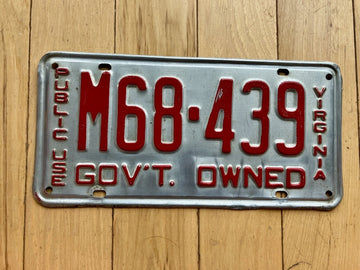 PUBLIC USE
M68·439
VIRGINIA
GOV'T. OWNED